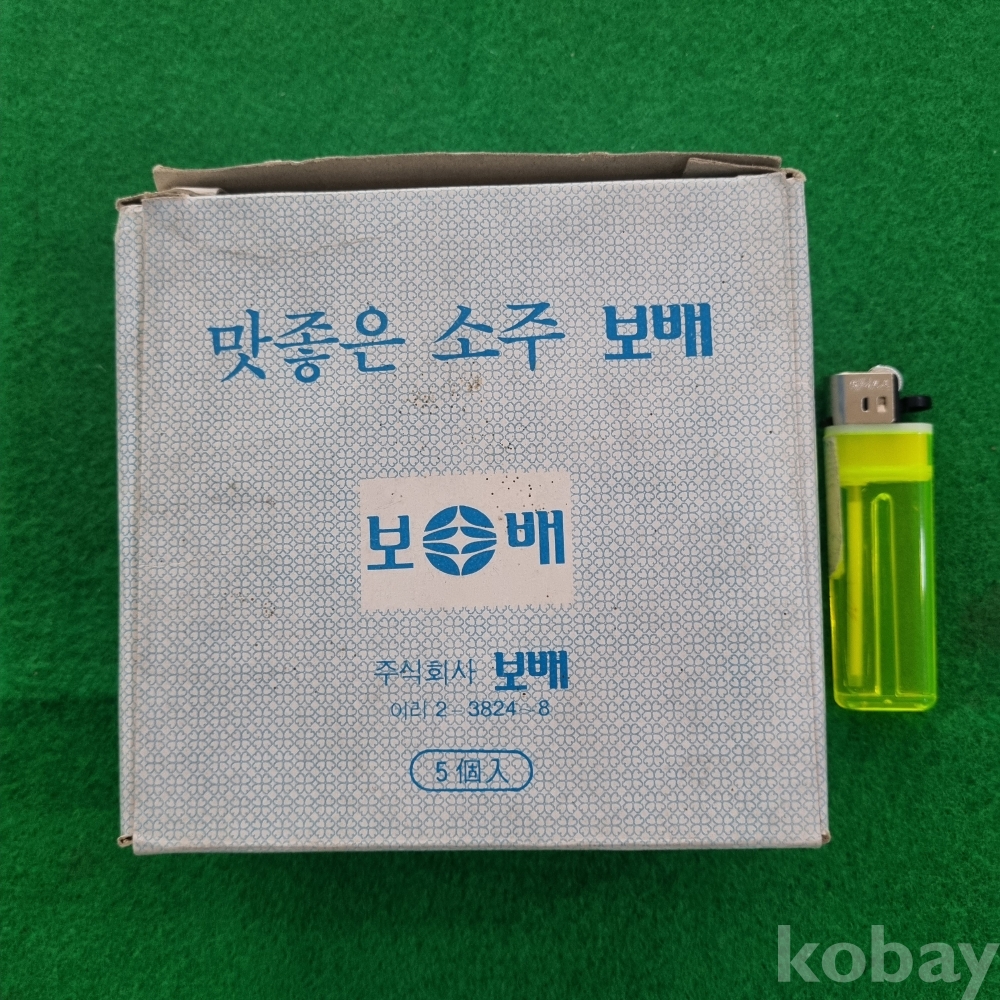 맛좋은 소주 보배
보배
주식회사 보배
이리 2-3824~8
5個入
kobay